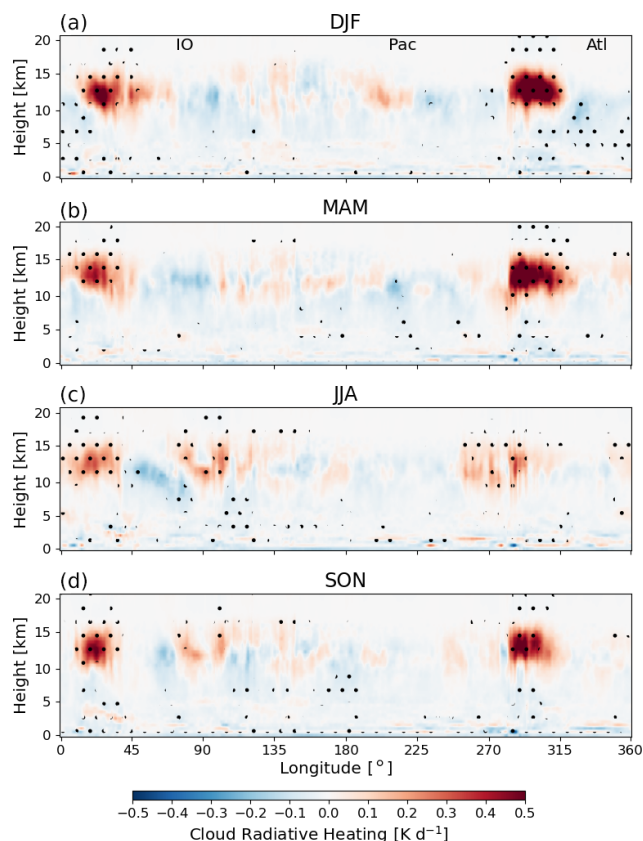 (a) DJF
IO Pac Atl
20
15
10
5
0
Height [km]
(b) MAM
20
15
10
5
0
Height [km]
(c) JJA
20
15
10
5
0
Height [km]
(d) SON
20
15
10
5
0
Height [km]
0 45 90 135 180 225 270 315 360
Longitude [°]
−0.5 −0.4 −0.3 −0.2 −0.1 0.0 0.1 0.2 0.3 0.4 0.5
Cloud Radiative Heating [K d⁻¹]